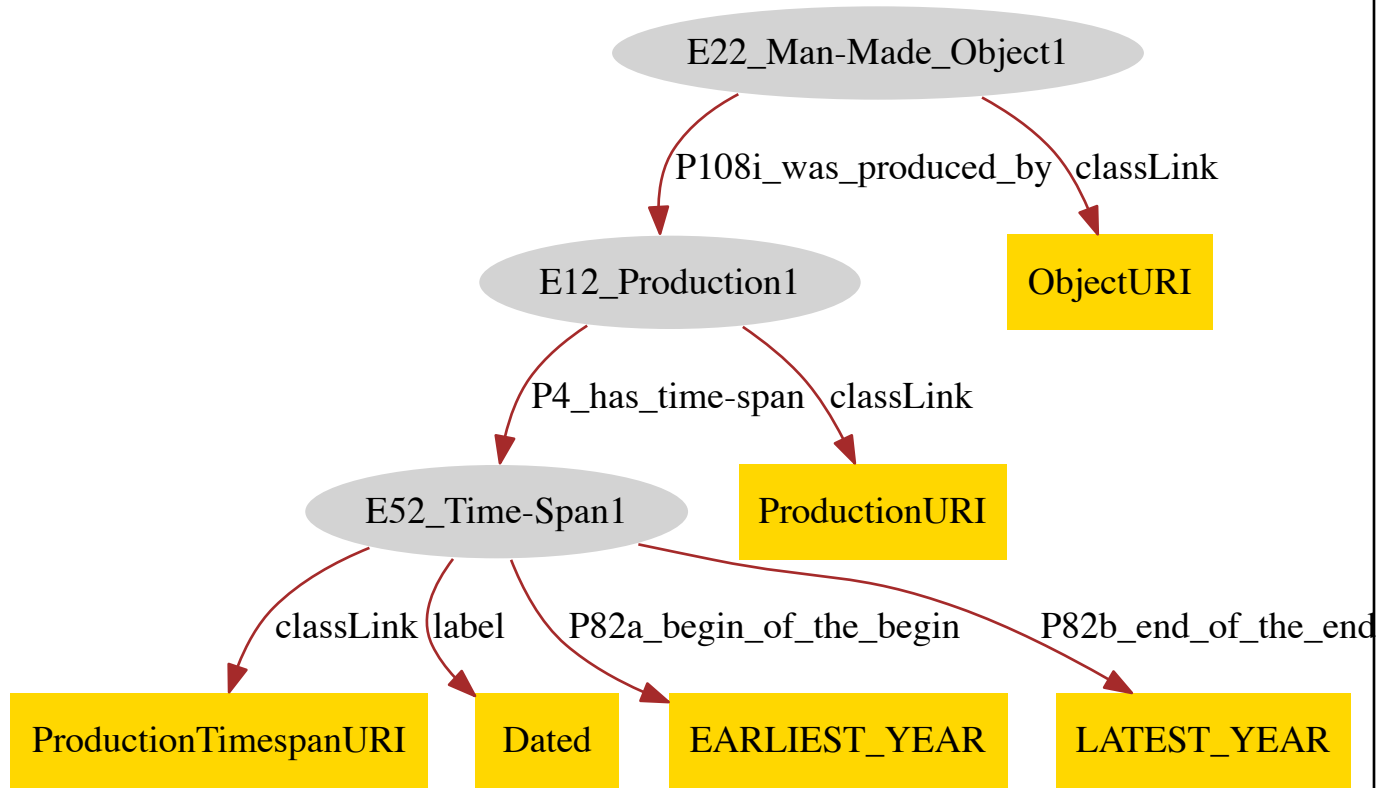 E22_Man-Made_Object1
P108i_was_produced_by classLink
E12_Production1 ObjectURI
P4_has_time-span classLink
E52_Time-Span1 ProductionURI
classLink label P82a_begin_of_the_begin P82b_end_of_the_end
ProductionTimespanURI Dated EARLIEST_YEAR LATEST_YEAR